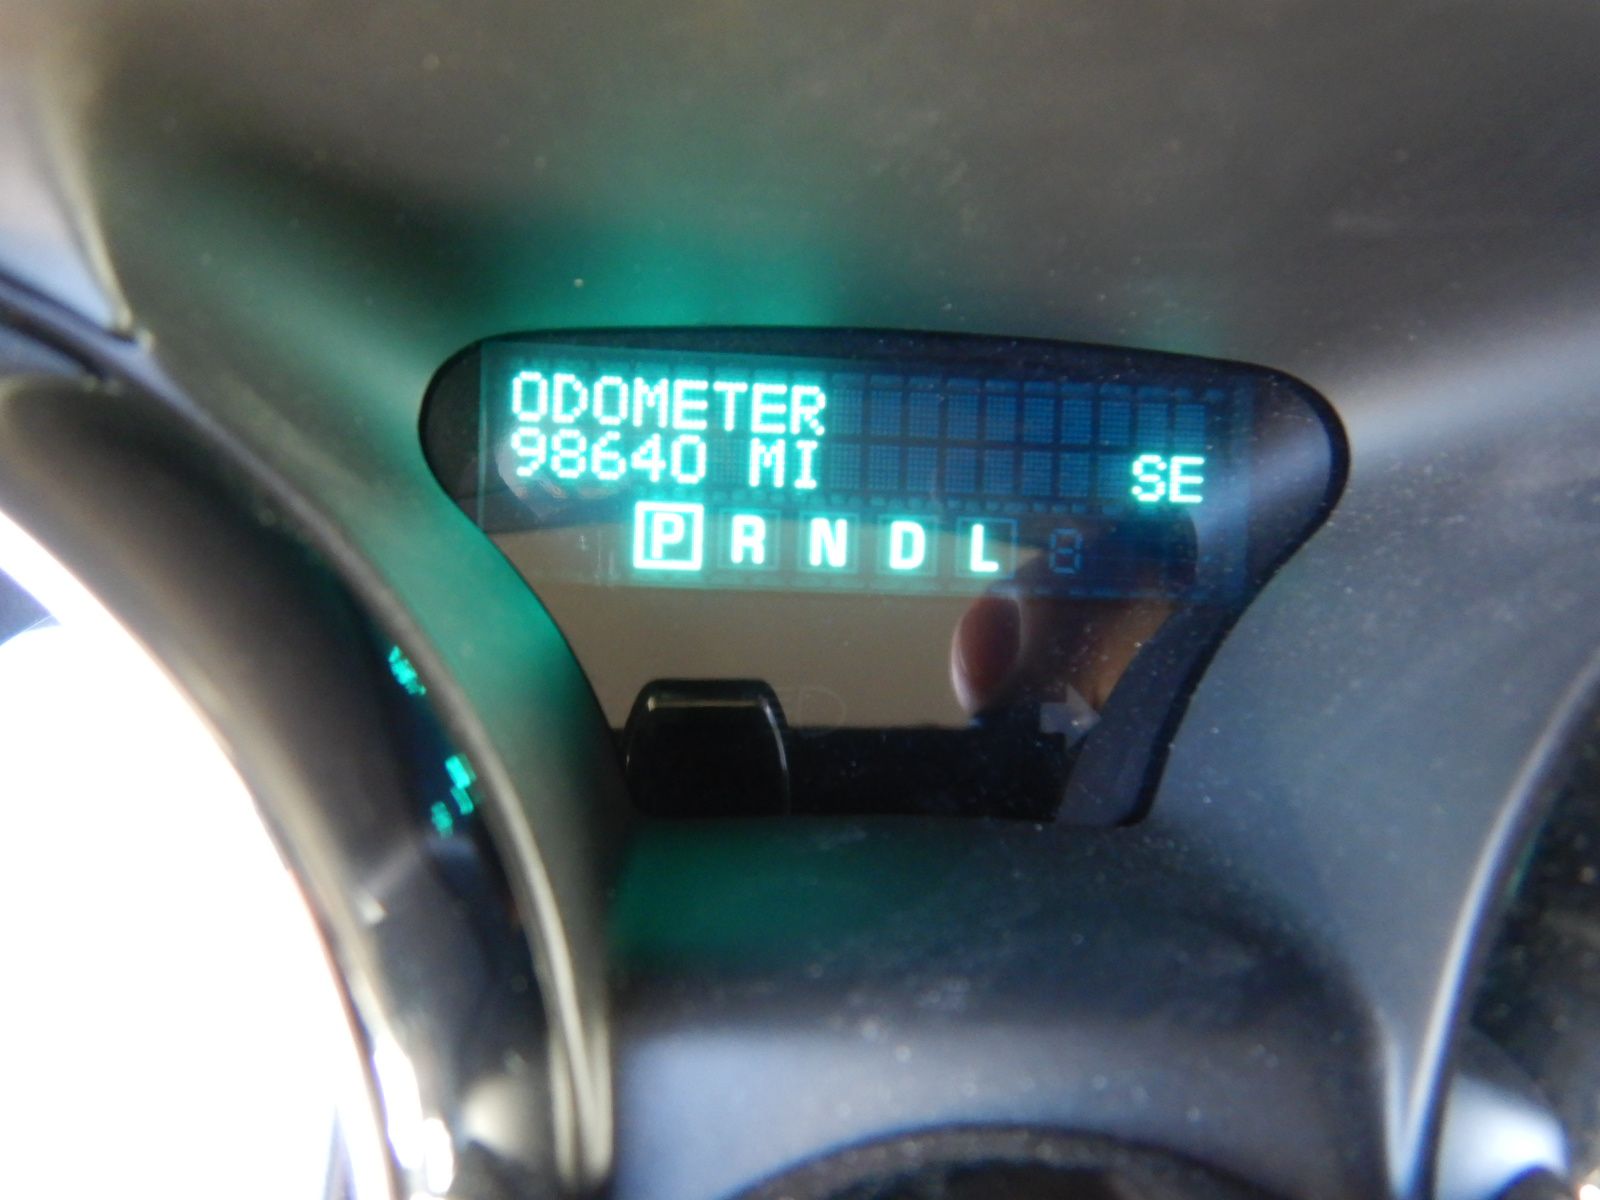 ODOMETER
98640 MI SE
P R N D L